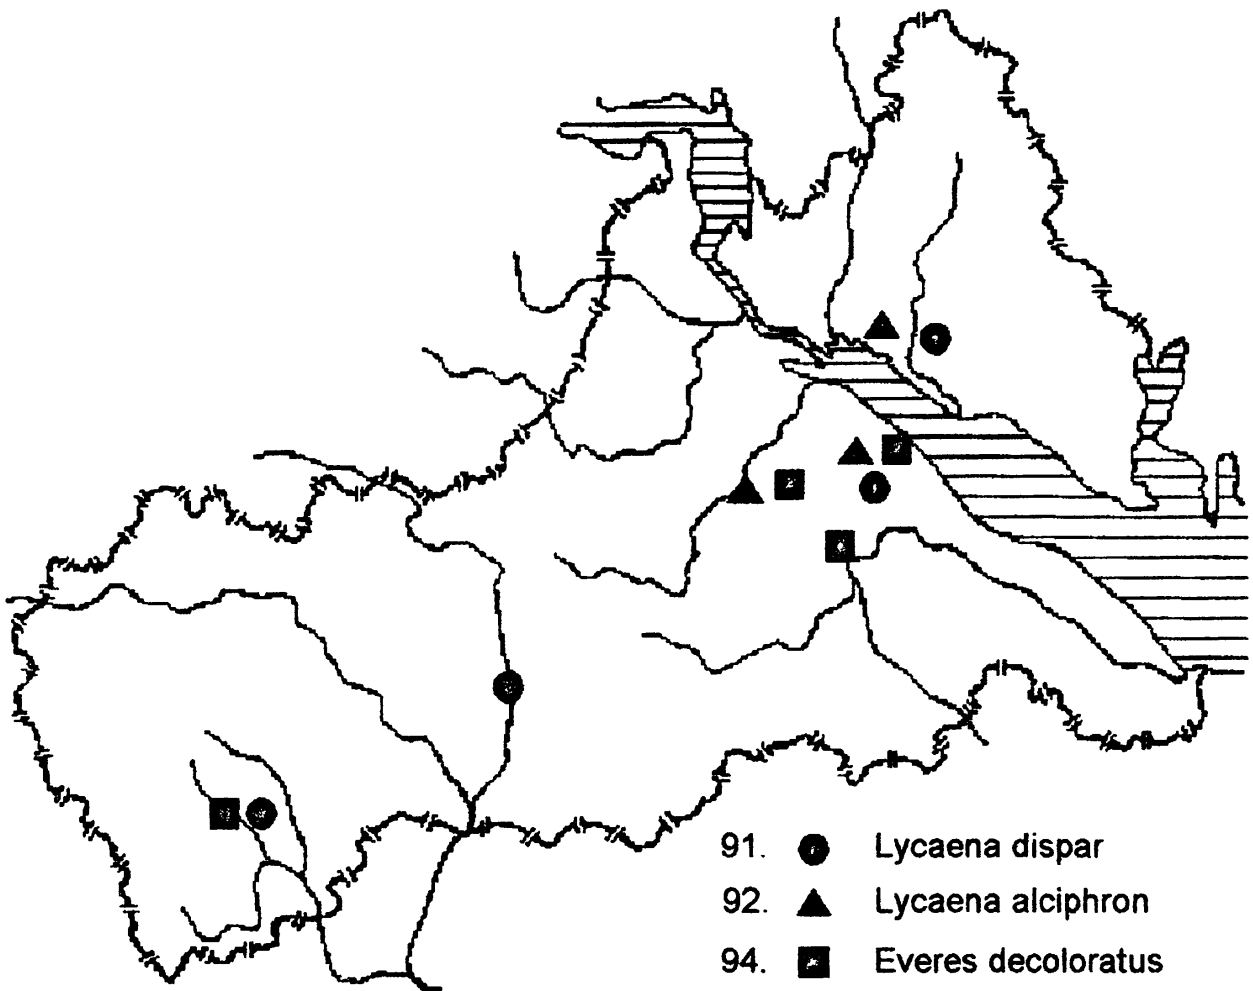 91. Lycaena dispar
92. Lycaena alciphron
94. Everes decoloratus